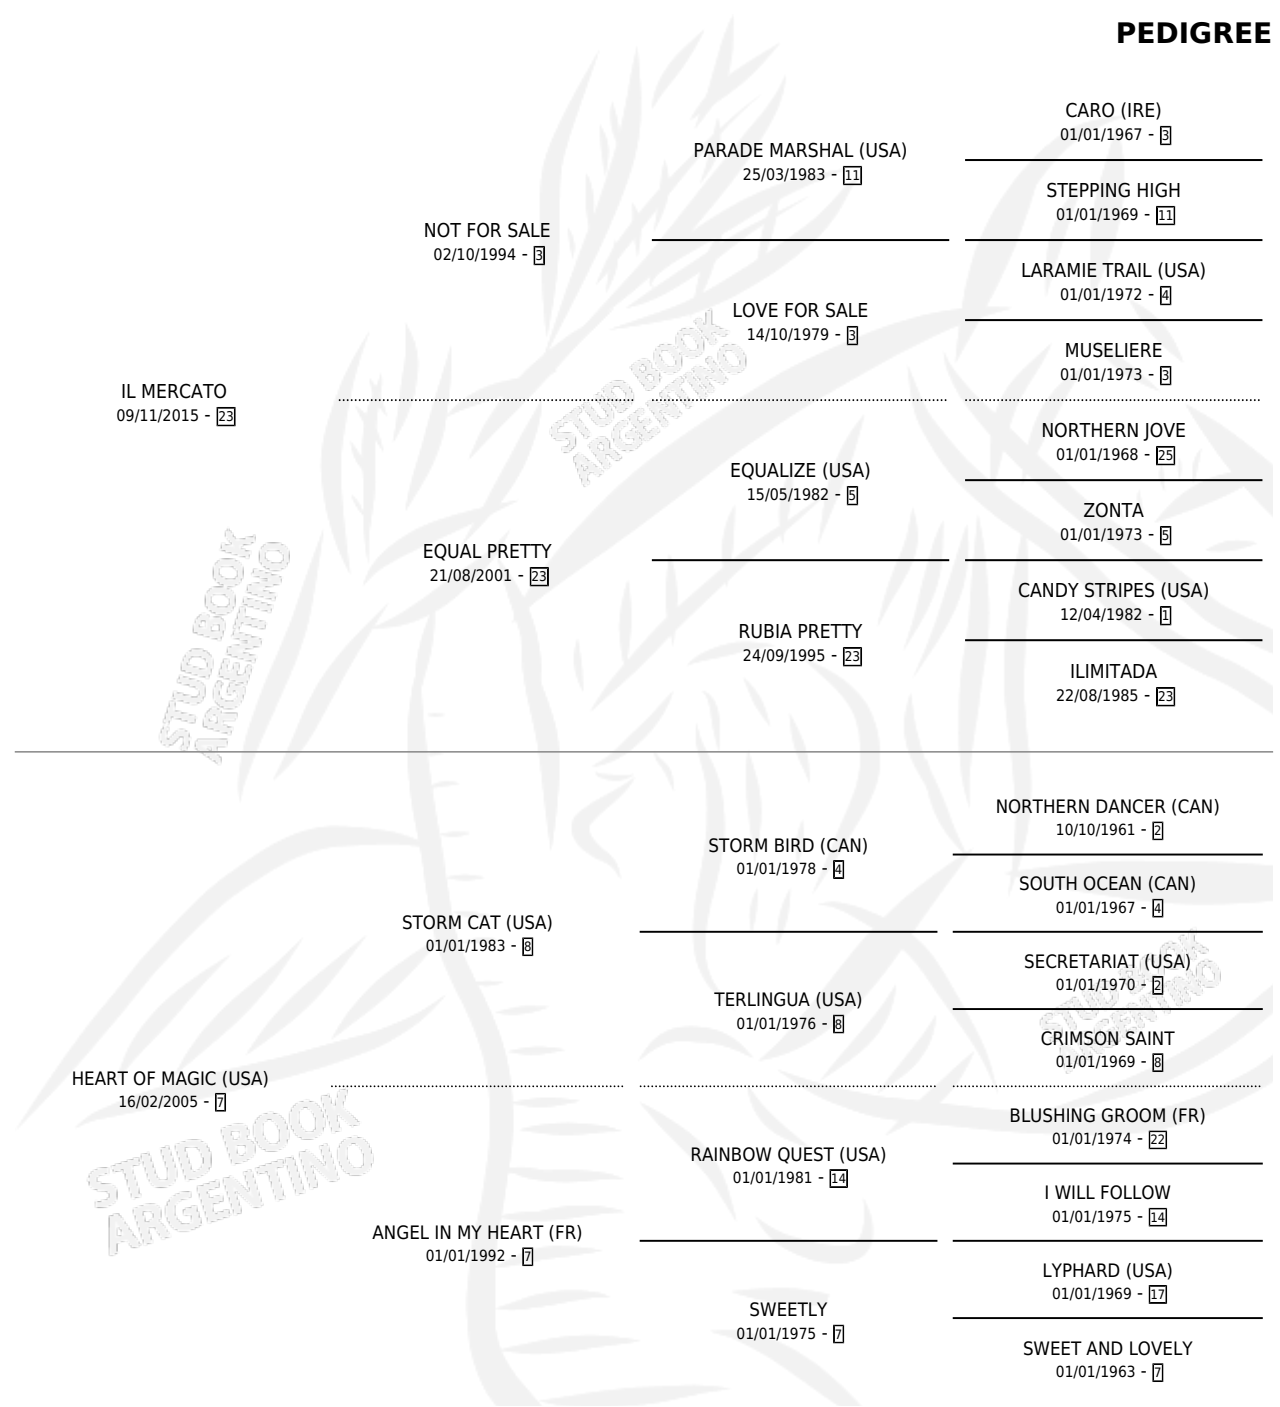 PEDIGREE
CARO (IRE)
01/01/1967 - 3
PARADE MARSHAL (USA)
25/03/1983 - 11
STEPPING HIGH
01/01/1969 - 11
NOT FOR SALE
02/10/1994 - 3
LARAMIE TRAIL (USA)
01/01/1972 - 4
LOVE FOR SALE
14/10/1979 - 3
MUSELIERE
01/01/1973 - 3
IL MERCATO
09/11/2015 - 23
NORTHERN JOVE
01/01/1968 - 25
EQUALIZE (USA)
15/05/1982 - 5
ZONTA
01/01/1973 - 5
EQUAL PRETTY
21/08/2001 - 23
CANDY STRIPES (USA)
12/04/1982 - 1
RUBIA PRETTY
24/09/1995 - 23
ILIMITADA
22/08/1985 - 23
NORTHERN DANCER (CAN)
10/10/1961 - 2
STORM BIRD (CAN)
01/01/1978 - 4
SOUTH OCEAN (CAN)
01/01/1967 - 4
STORM CAT (USA)
01/01/1983 - 8
SECRETARIAT (USA)
01/01/1970 - 2
TERLINGUA (USA)
01/01/1976 - 8
CRIMSON SAINT
01/01/1969 - 8
HEART OF MAGIC (USA)
16/02/2005 - 7
BLUSHING GROOM (FR)
01/01/1974 - 22
RAINBOW QUEST (USA)
01/01/1981 - 14
I WILL FOLLOW
01/01/1975 - 14
ANGEL IN MY HEART (FR)
01/01/1992 - 7
LYPHARD (USA)
01/01/1969 - 17
SWEETLY
01/01/1975 - 7
SWEET AND LOVELY
01/01/1963 - 7
STUD BOOK
ARGENTINO
STUD BOOK
ARGENTINO
STUD BOOK
ARGENTINO
STUD BOOK
ARGENTINO